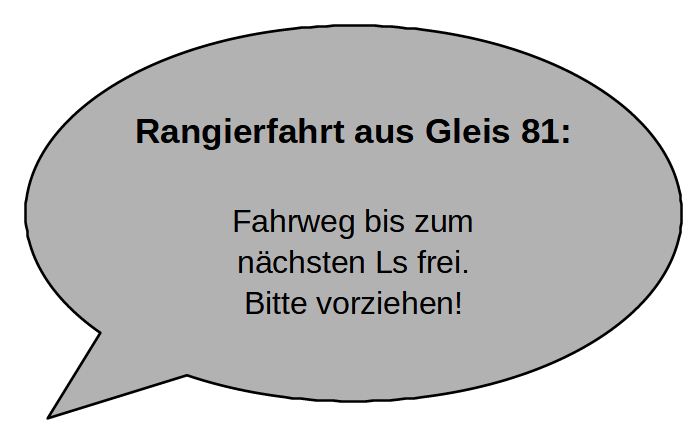 Rangierfahrt aus Gleis 81:
Fahrweg bis zum
nächsten Ls frei.
Bitte vorziehen!